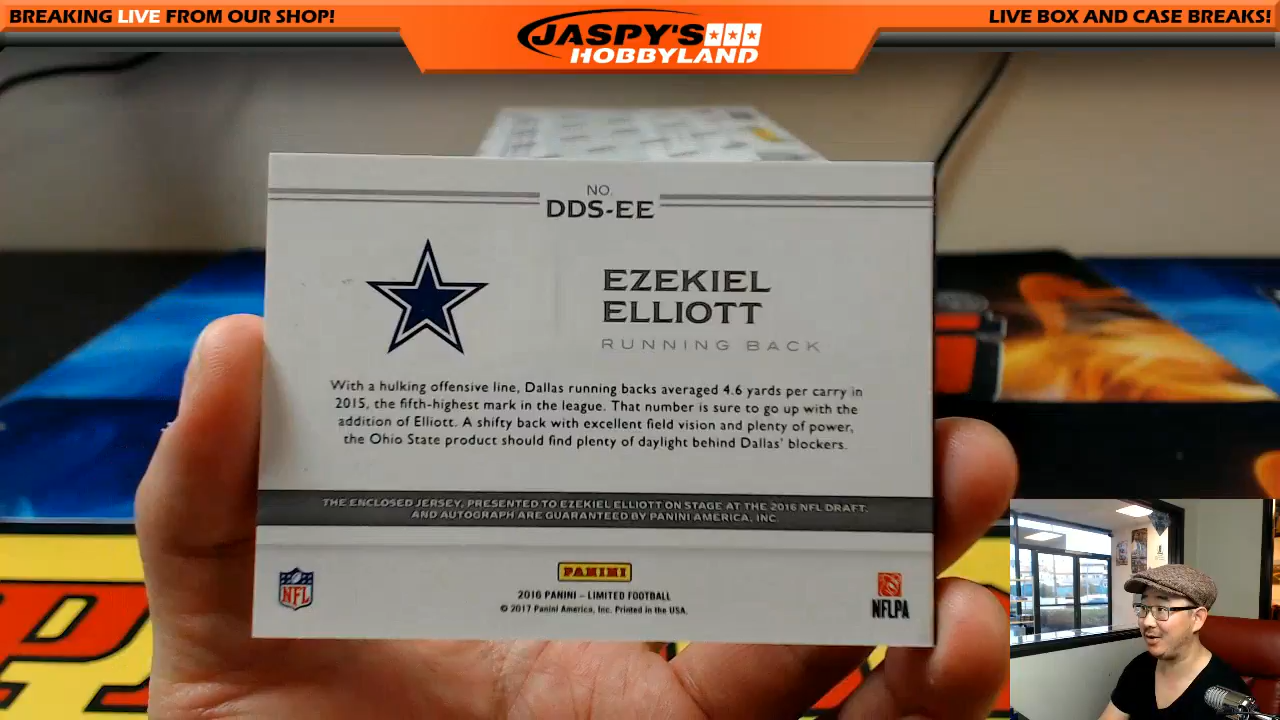 BREAKING LIVE FROM OUR SHOP!
JASPY'S
HOBBYLAND
LIVE BOX AND CASE BREAKS!
NO.
DDS-EE
EZEKIEL
ELLIOTT
RUNNING BACK
With a hulking offensive line, Dallas running backs averaged 4.6 yards per carry in
2015, the fifth-highest mark in the league. That number is sure to go up with the
addition of Elliott. A shifty back with excellent field vision and plenty of power,
the Ohio State product should find plenty of daylight behind Dallas' blockers.
THE ENCLOSED JERSEY, PRESENTED TO EZEKIEL ELLIOTT ON STAGE AT THE 2016 NFL DRAFT,
AND AUTOGRAPH ARE GUARANTEED BY PANINI AMERICA, INC.
PANINI
2016 PANINI – LIMITED FOOTBALL
© 2017 Panini America, Inc. Printed in the USA.
NFL
NFLPA